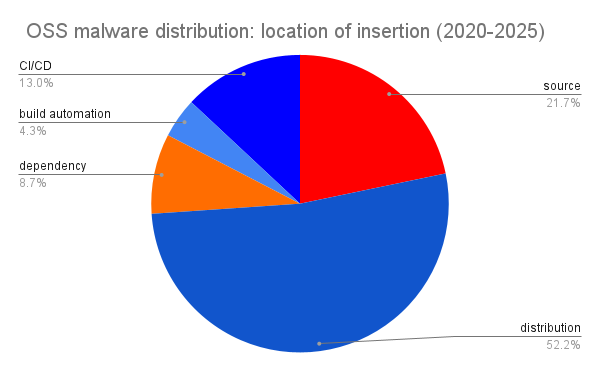 OSS malware distribution: location of insertion (2020-2025)
CI/CD
13.0%
build automation
4.3%
dependency
8.7%
source
21.7%
distribution
52.2%